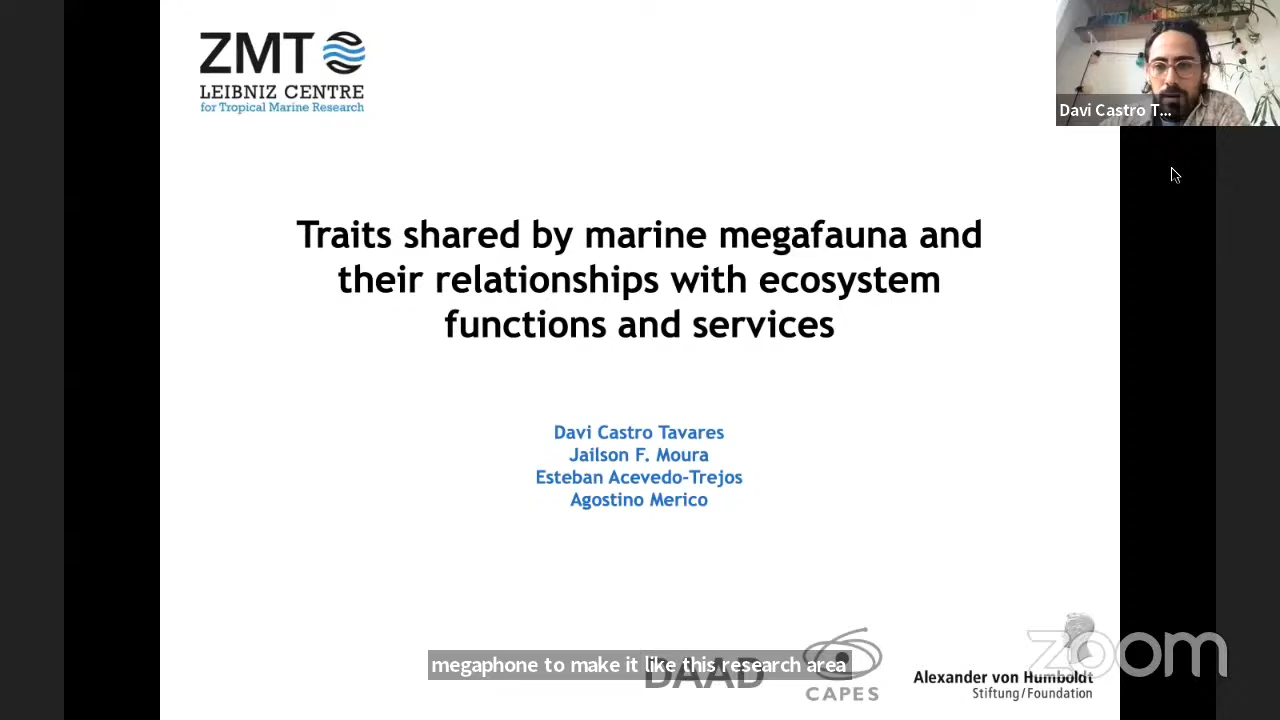 ZMT
LEIBNIZ CENTRE
for Tropical Marine Research
Davi Castro T...
Traits shared by marine megafauna and
their relationships with ecosystem
functions and services
Davi Castro Tavares
Jailson F. Moura
Esteban Acevedo-Trejos
Agostino Merico
megaphone to make it like this research area
DAAD
CAPES
Alexander von Humboldt
Stiftung/Foundation
zoom